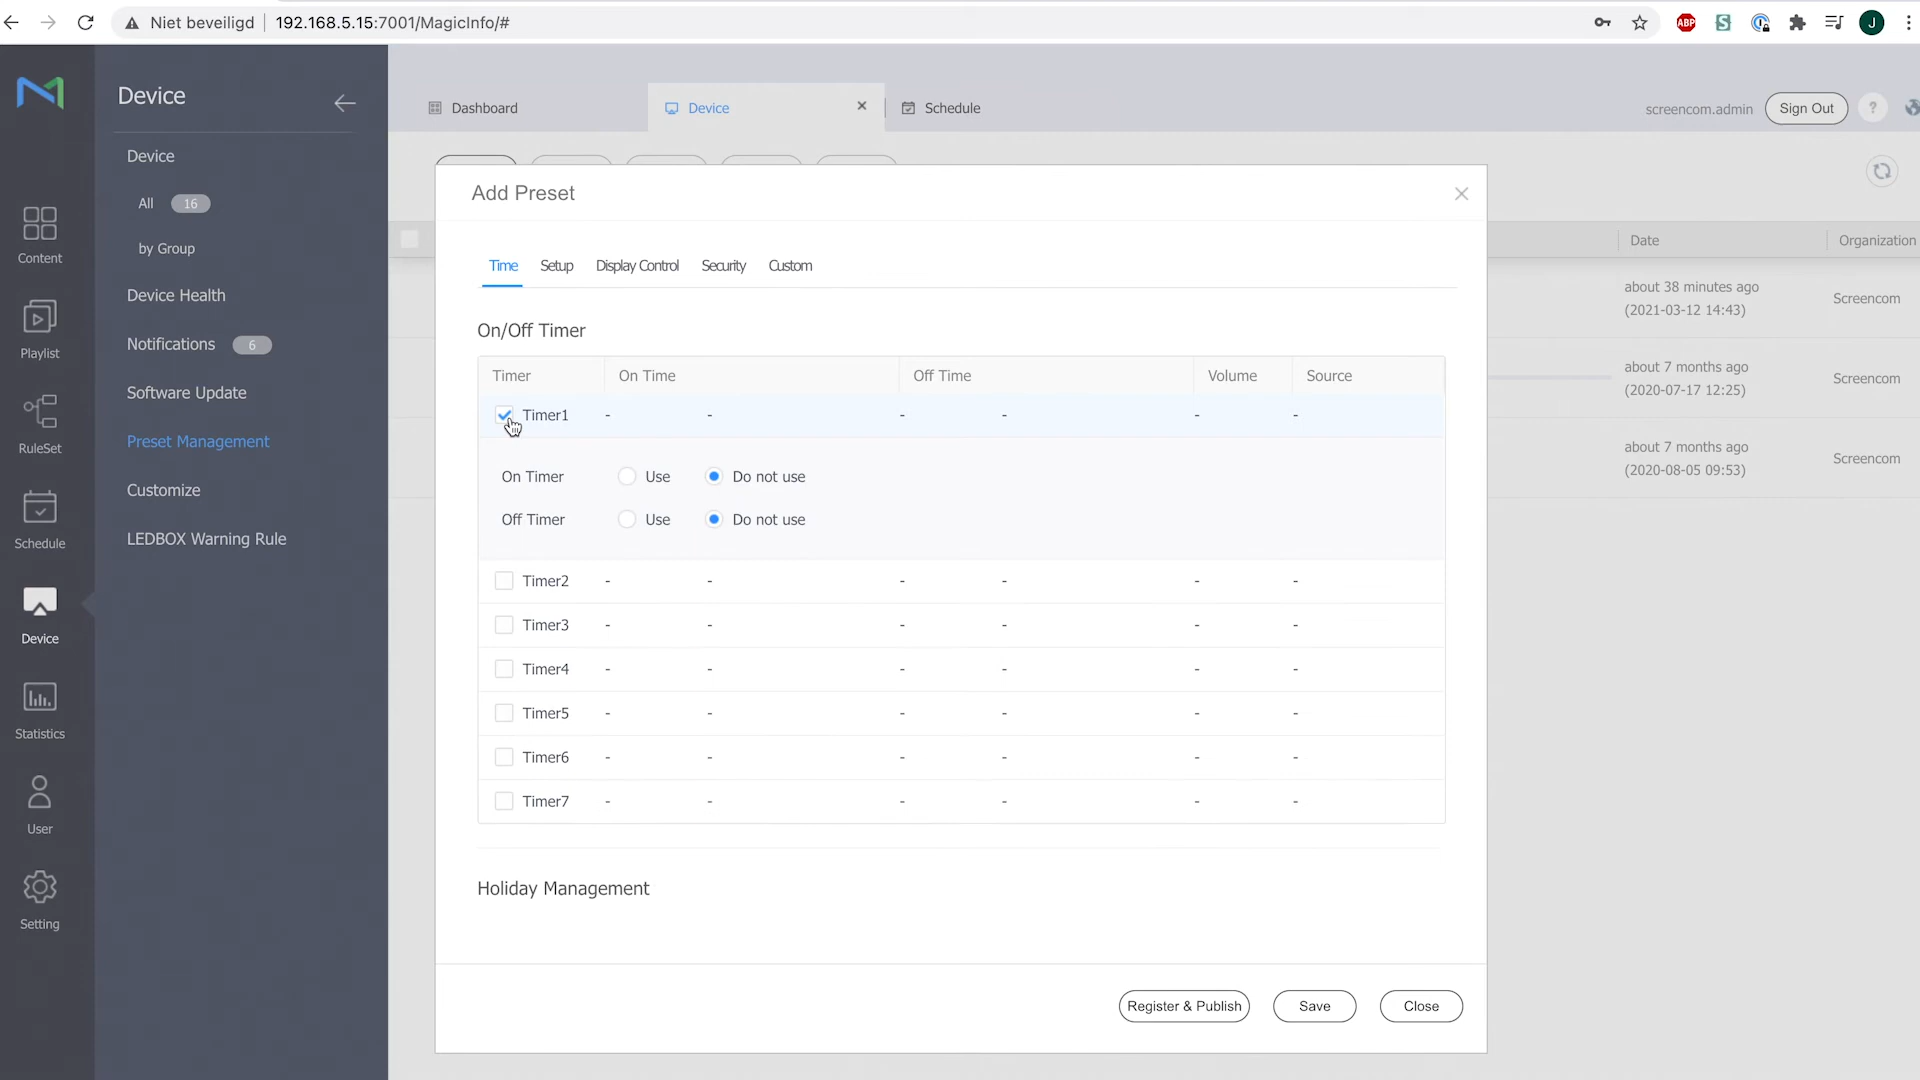 Niet beveiligd
192.168.5.15:7001/MagicInfo/#
ABP
S
J
Device
Dashboard
Device
Schedule
screencom.admin
Sign Out
?
Device
All 16
by Group
Device Health
Notifications 6
Software Update
Preset Management
Customize
LEDBOX Warning Rule
Content
Playlist
RuleSet
Schedule
Device
Statistics
User
Setting
Add Preset
Time Setup Display Control Security Custom
On/Off Timer
Timer On Time Off Time Volume Source
Timer1 - - - - - -
On Timer Use Do not use
Off Timer Use Do not use
Timer2 - - - - - -
Timer3 - - - - - -
Timer4 - - - - - -
Timer5 - - - - - -
Timer6 - - - - - -
Timer7 - - - - - -
Holiday Management
Register & Publish Save Close
Date Organization
about 38 minutes ago
(2021-03-12 14:43)
Screencom
about 7 months ago
(2020-07-17 12:25)
Screencom
about 7 months ago
(2020-08-05 09:53)
Screencom